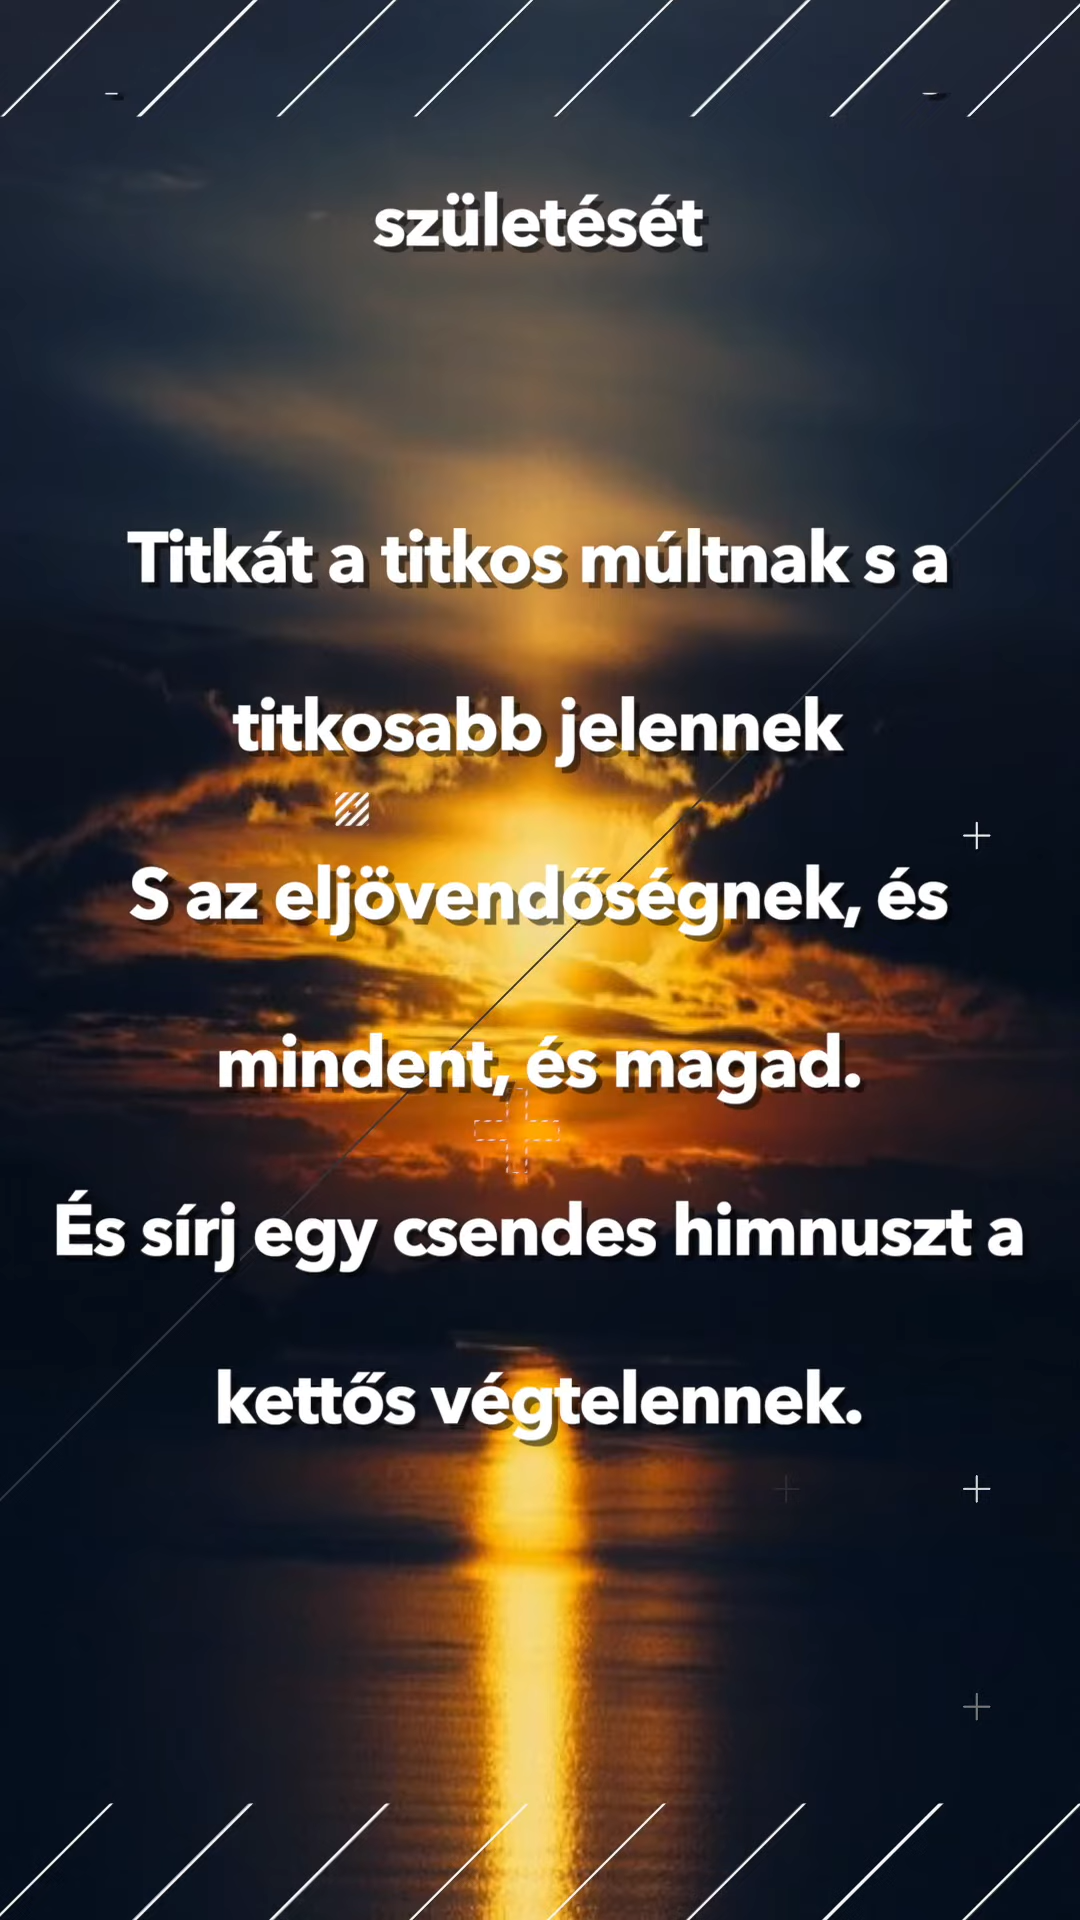 születését
Titkát a titkos múltnak s a
titkosabb jelennek
S az eljövendőségnek, és
mindent, és magad.
És sírj egy csendes himnuszt a
kettős végtelennek.